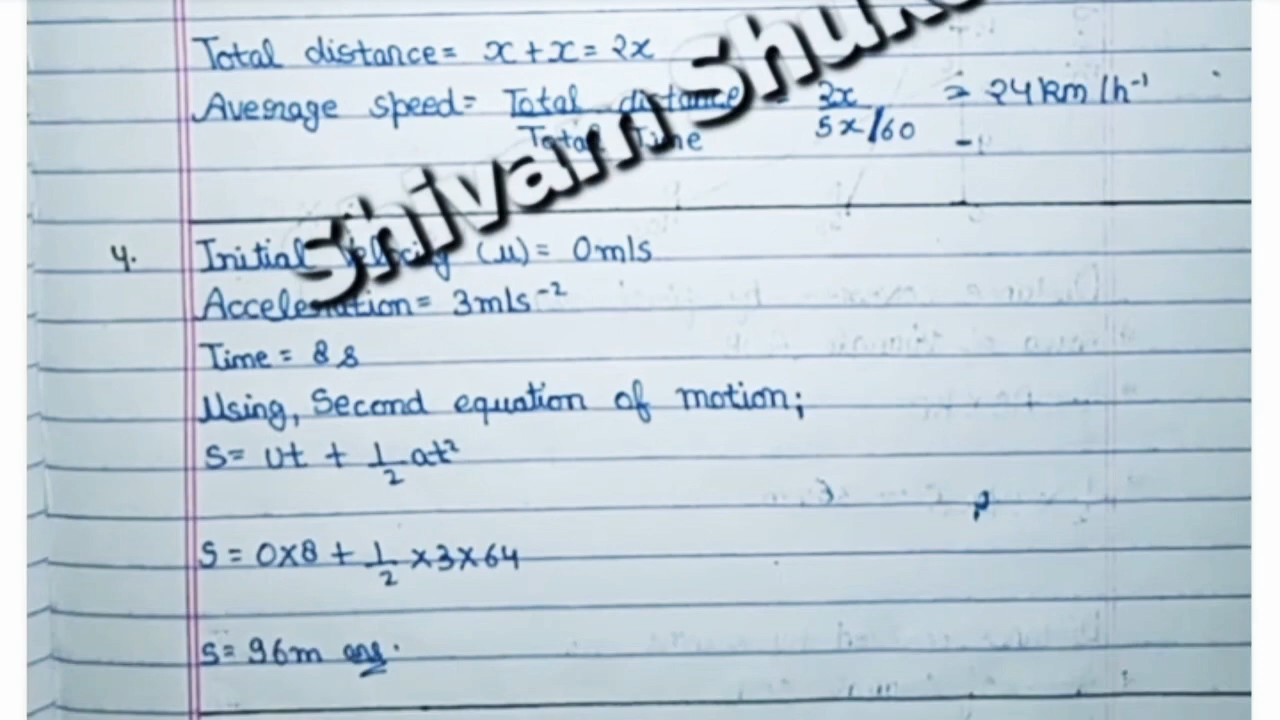 Total distance = x + x = 2x
Average speed = Total distance / Total Time = 2x / 5x/60 = 24 km/h⁻¹
Shivam
4. Initial Velocity (u) = 0 m/s
Acceleration = 3 m/s⁻²
Time = 8 s
Using, Second equation of motion;
S = ut + 1/2 at²
S = 0×8 + 1/2 ×3×64
S = 96m ans.